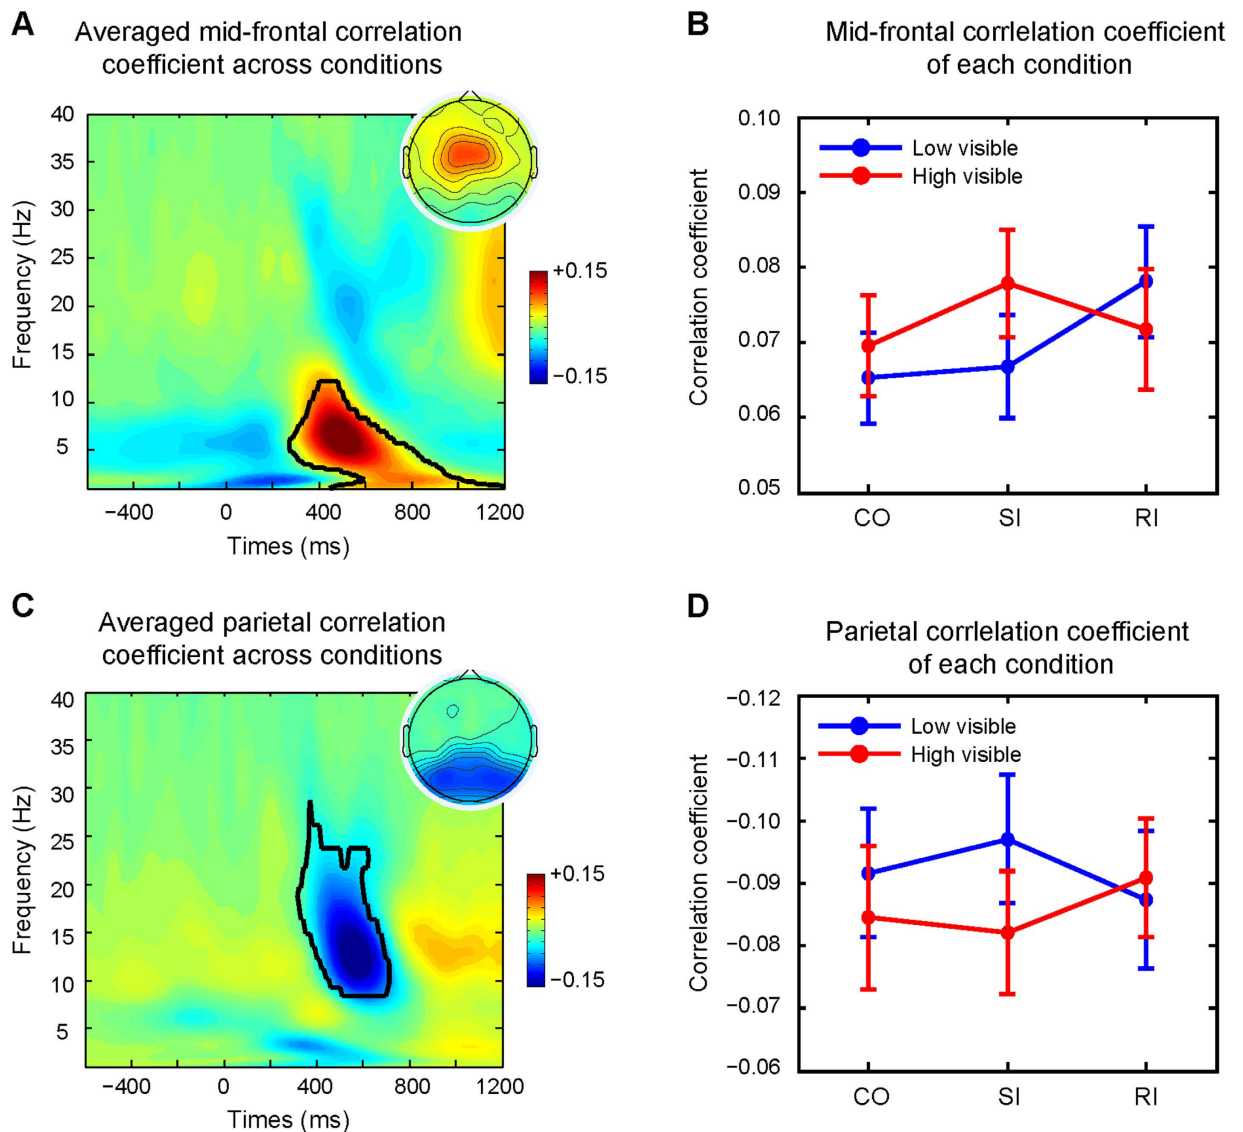 A
Averaged mid-frontal correlation
coefficient across conditions
40
35
30
25
20
15
10
5
Frequency (Hz)
−400
0
400
800
1200
Times (ms)
+0.15
−0.15
B
Mid-frontal corrlelation coefficient
of each condition
0.10
0.09
0.08
0.07
0.06
0.05
Correlation coefficient
Low visible
High visible
CO
SI
RI
C
Averaged parietal correlation
coefficient across conditions
40
35
30
25
20
15
10
5
Frequency (Hz)
−400
0
400
800
1200
Times (ms)
+0.15
−0.15
D
Parietal corrlelation coefficient
of each condition
−0.12
−0.11
−0.10
−0.09
−0.08
−0.07
−0.06
Correlation coefficient
Low visible
High visible
CO
SI
RI